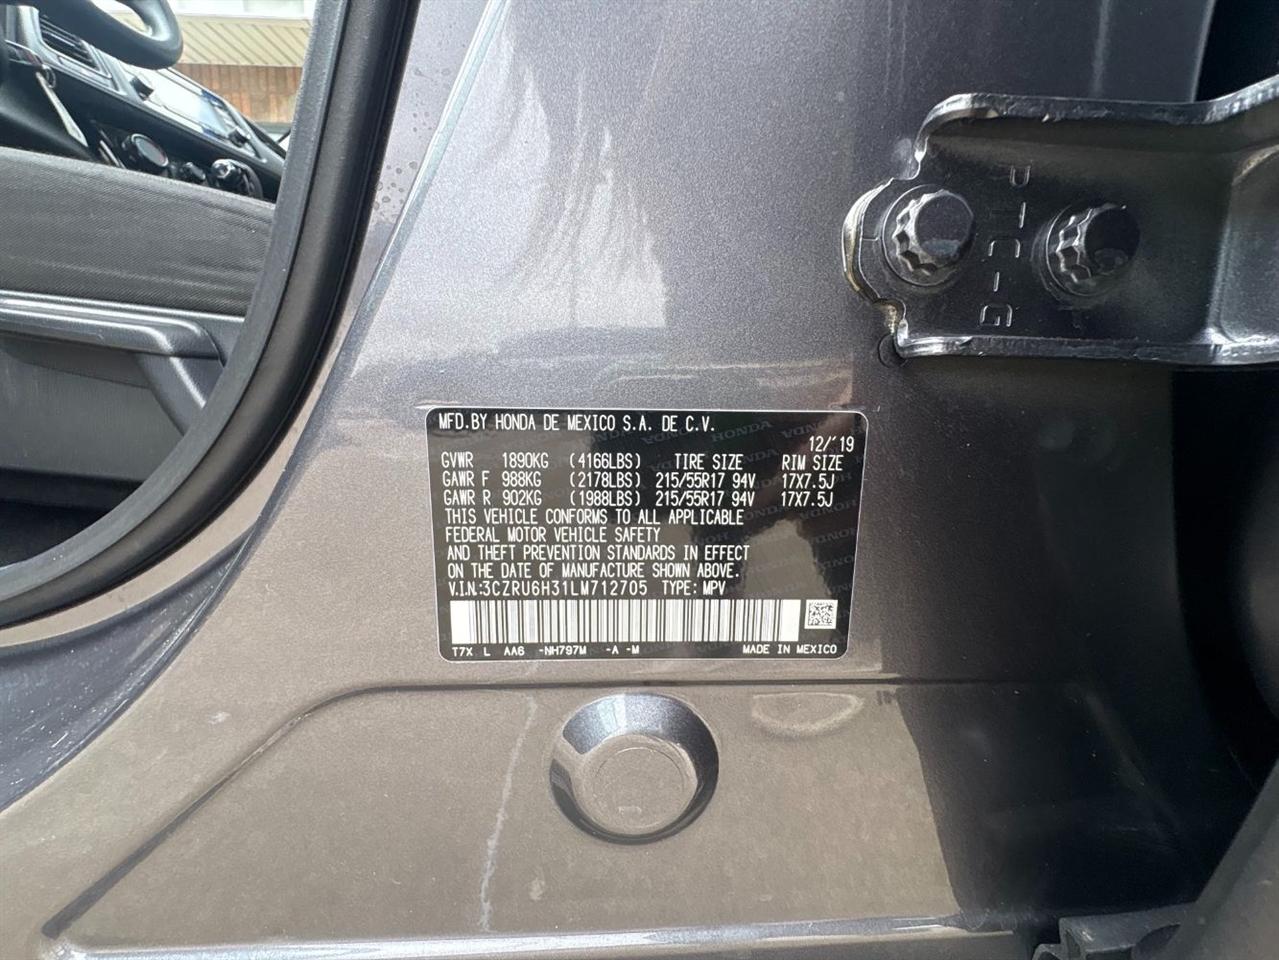 PTC-G
MFD.BY HONDA DE MEXICO S.A. DE C.V.
12/'19
GVWR 1890KG (4166LBS) TIRE SIZE RIM SIZE
GAWR F 988KG (2178LBS) 215/55R17 94V 17X7.5J
GAWR R 902KG (1988LBS) 215/55R17 94V 17X7.5J
THIS VEHICLE CONFORMS TO ALL APPLICABLE
FEDERAL MOTOR VEHICLE SAFETY
AND THEFT PREVENTION STANDARDS IN EFFECT
ON THE DATE OF MANUFACTURE SHOWN ABOVE.
V.I.N:3CZRU6H31LM712705 TYPE: MPV
T7X L AA6 -NH797M -A -M MADE IN MEXICO